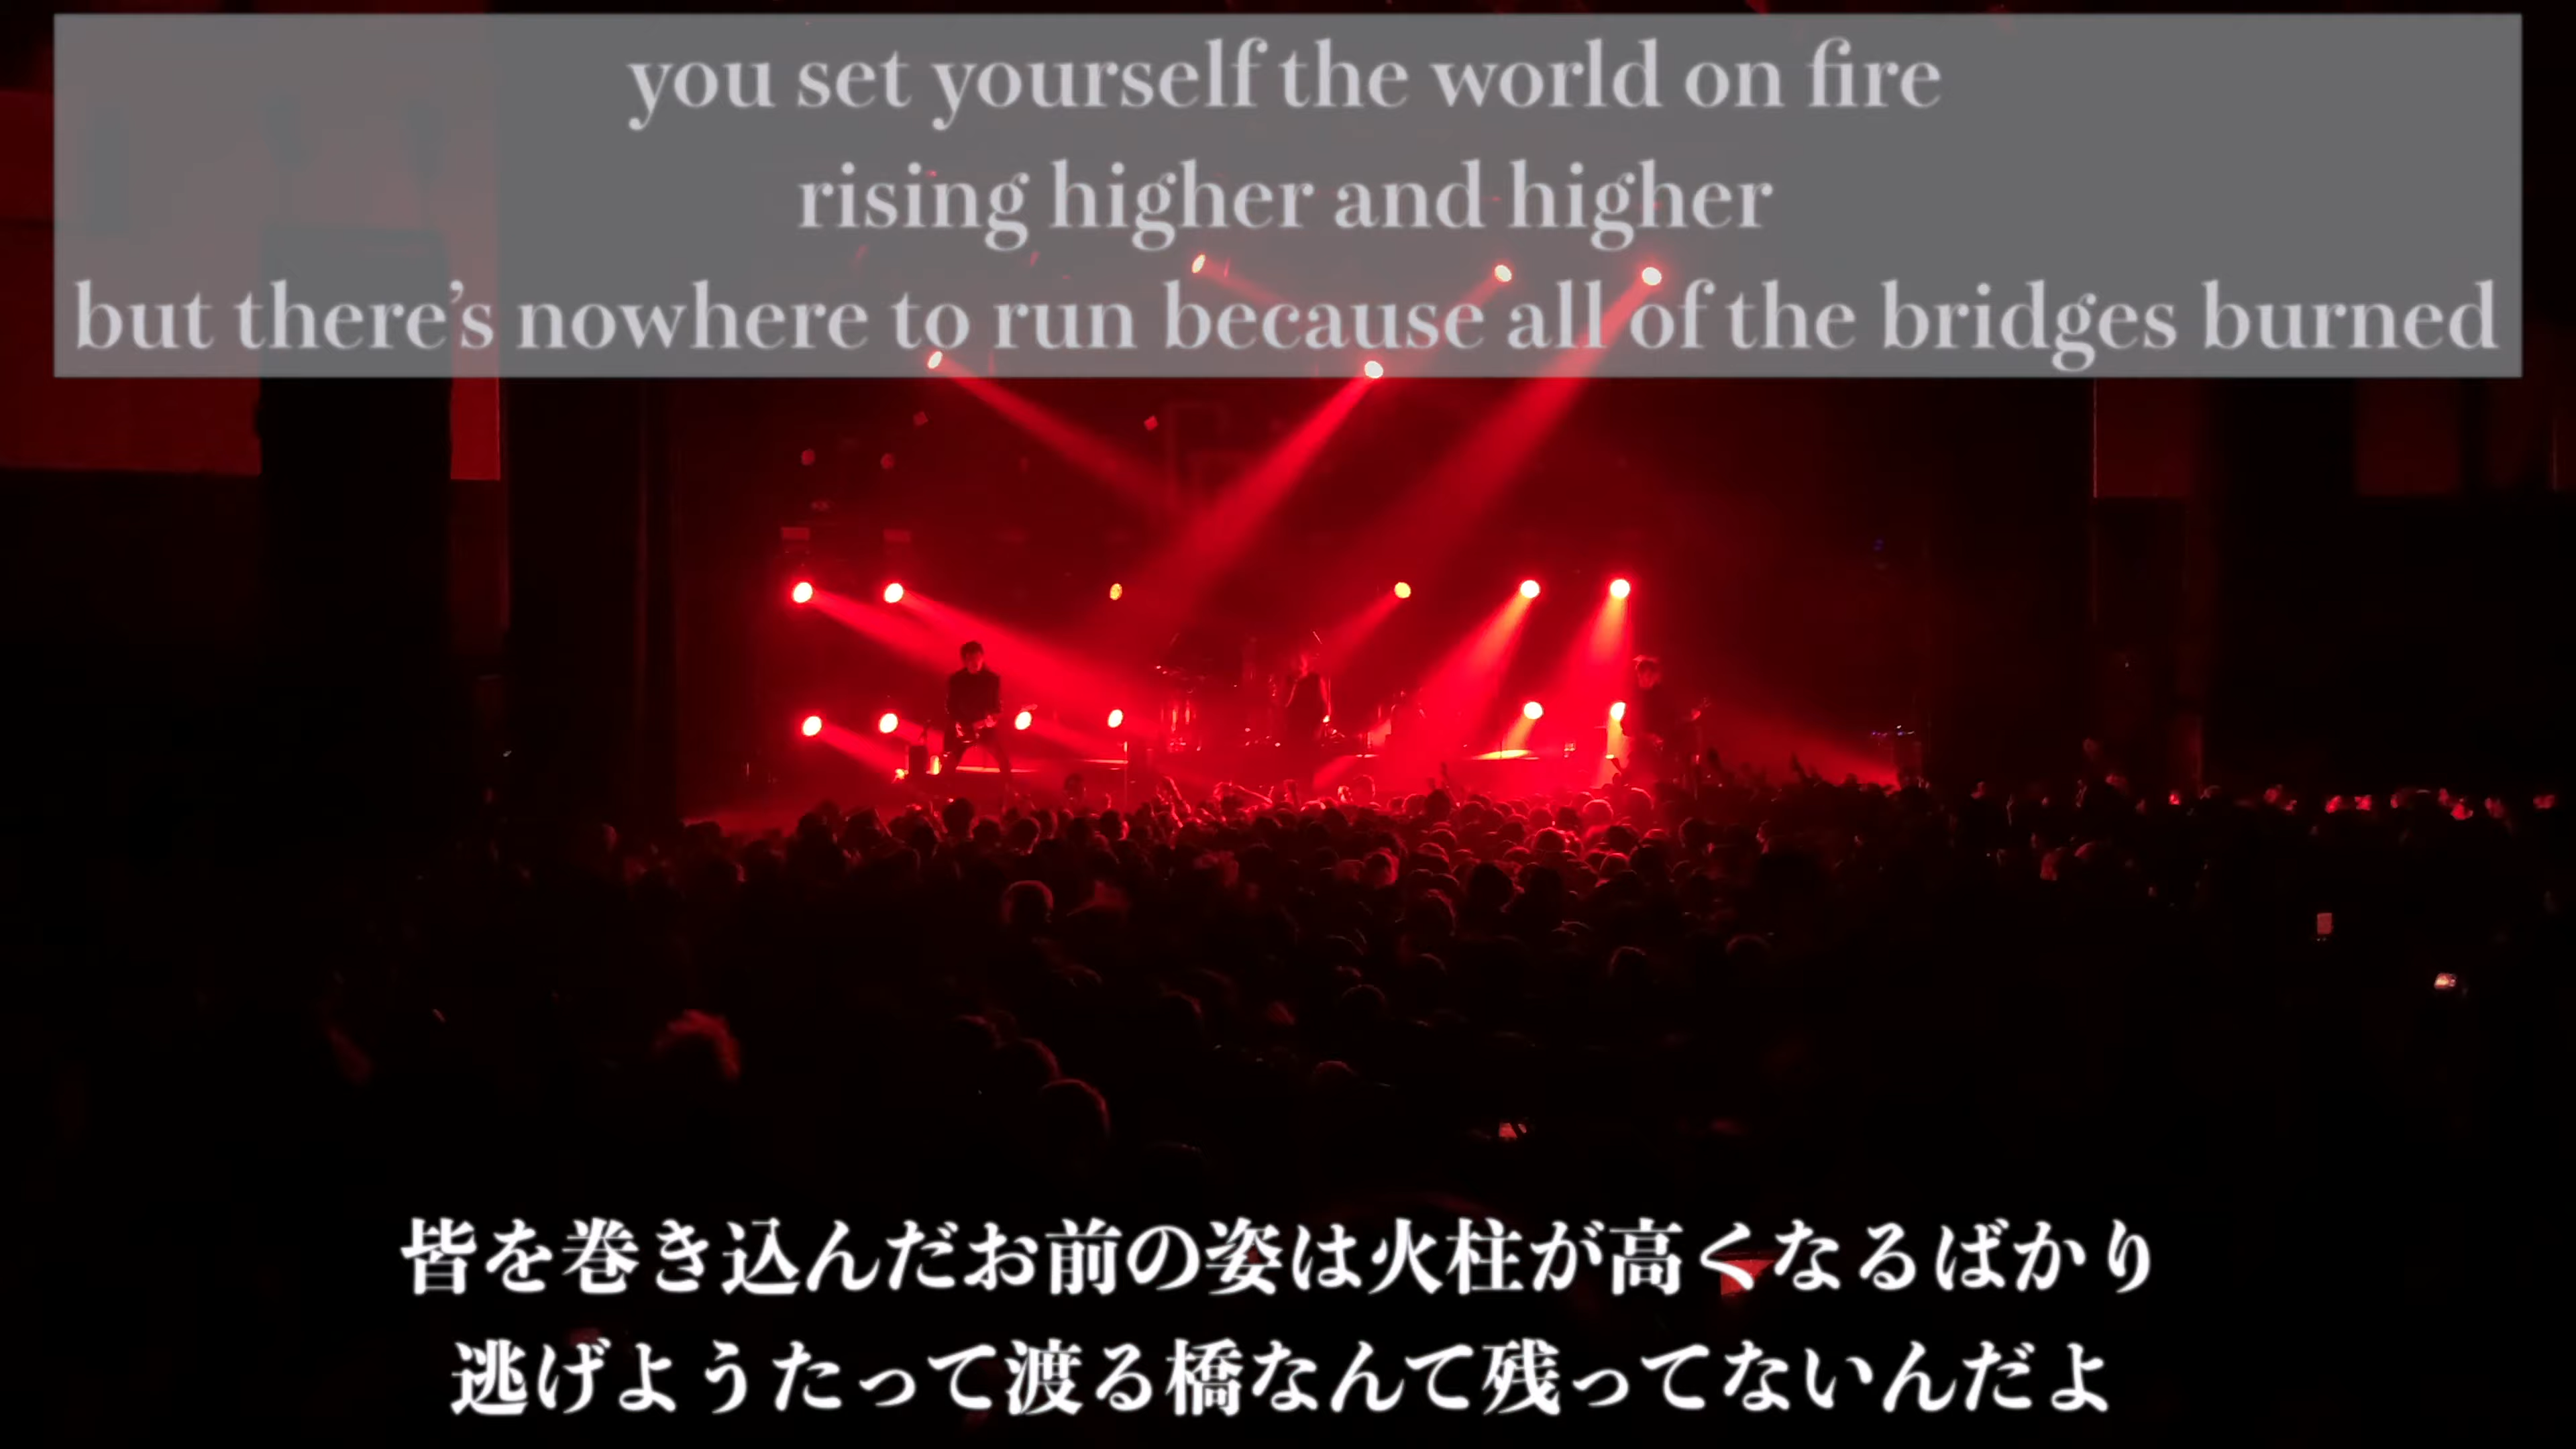 you set yourself the world on fire
rising higher and higher
but there's nowhere to run because all of the bridges burned
皆を巻き込んだお前の姿は火柱が高くなるばかり
逃げようたって渡る橋なんて残ってないんだよ